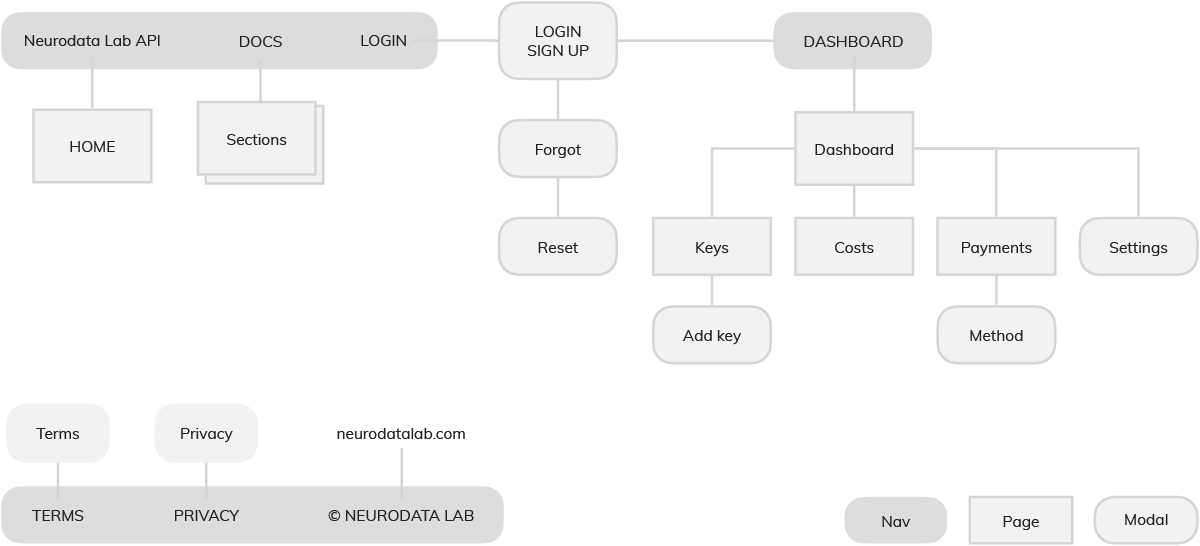 Neurodata Lab API
DOCS
LOGIN
LOGIN
SIGN UP
DASHBOARD
HOME
Sections
Forgot
Dashboard
Reset
Keys
Costs
Payments
Settings
Add key
Method
Terms
Privacy
neurodatalab.com
TERMS
PRIVACY
© NEURODATA LAB
Nav
Page
Modal